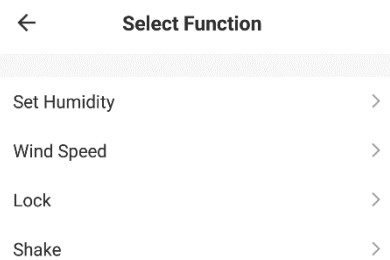 Select Function
Set Humidity
Wind Speed
Lock
Shake